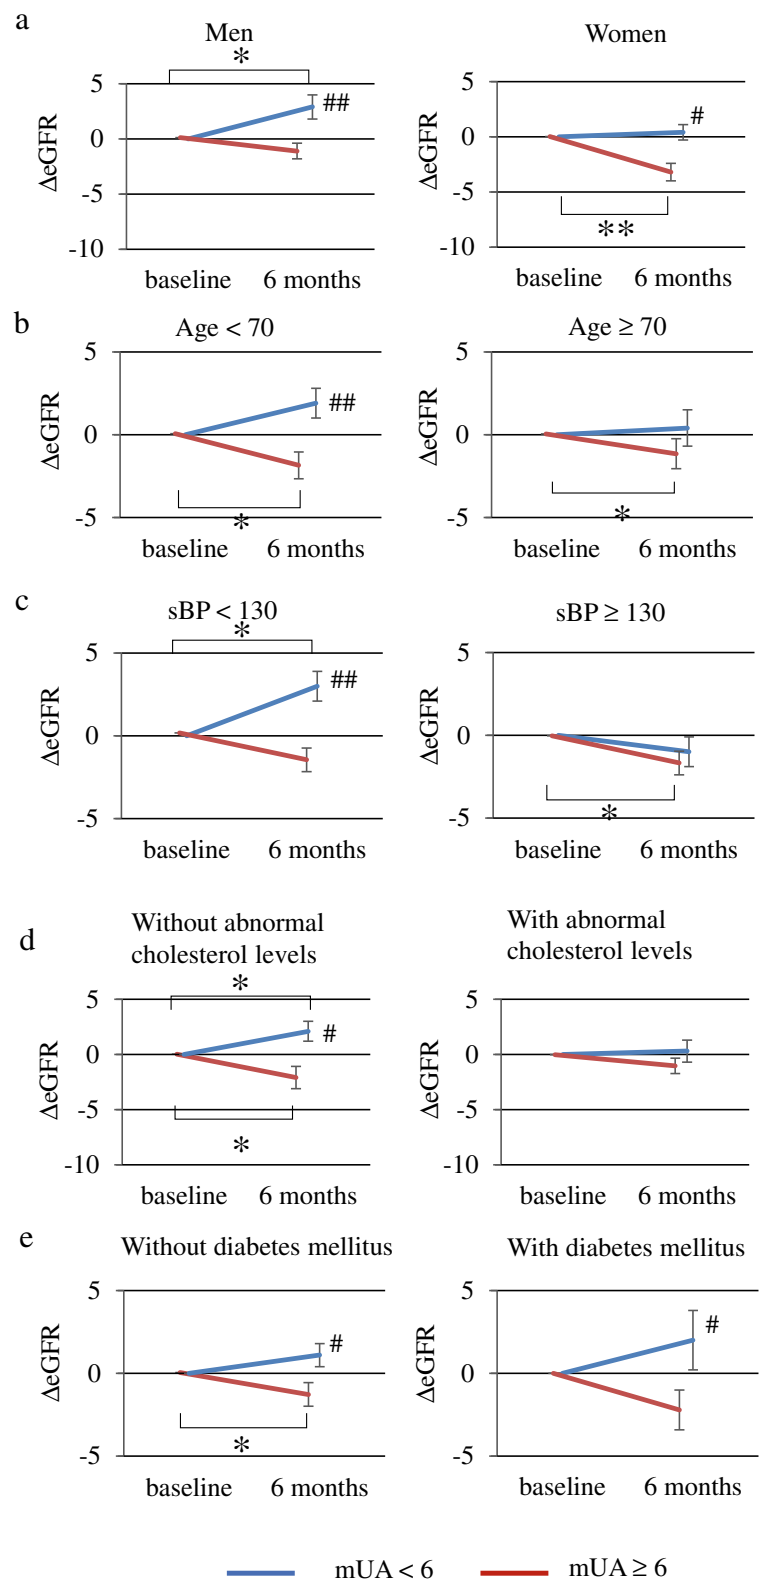 a
Men
Women
*
5
0
-5
-10
ΔeGFR
##
baseline
6 months
5
0
-5
-10
ΔeGFR
#
**
baseline
6 months
b
Age < 70
Age ≥ 70
5
0
-5
ΔeGFR
##
*
baseline
6 months
5
0
-5
ΔeGFR
*
baseline
6 months
c
sBP < 130
sBP ≥ 130
*
5
0
-5
ΔeGFR
##
baseline
6 months
5
0
-5
ΔeGFR
*
baseline
6 months
d
Without abnormal
cholesterol levels
With abnormal
cholesterol levels
*
5
0
-5
-10
ΔeGFR
#
*
baseline
6 months
5
0
-5
-10
ΔeGFR
baseline
6 months
e
Without diabetes mellitus
With diabetes mellitus
5
0
-5
ΔeGFR
#
*
baseline
6 months
5
0
-5
ΔeGFR
#
baseline
6 months
mUA < 6
mUA ≥ 6